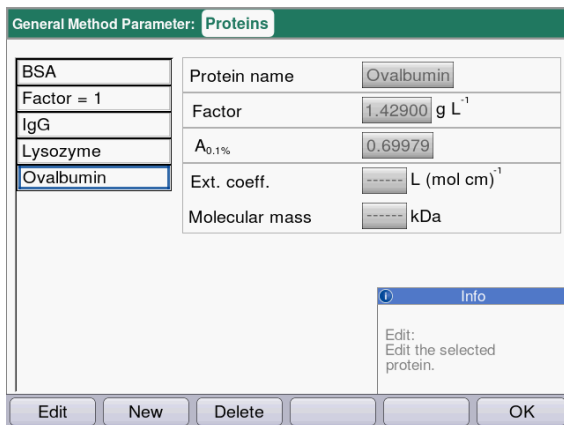 General Method Parameter: Proteins
BSA
Factor = 1
IgG
Lysozyme
Ovalbumin
Protein name Ovalbumin
Factor 1.42900 g L⁻¹
A0.1% 0.69979
Ext. coeff. ------ L (mol cm)⁻¹
Molecular mass ------ kDa
Info
Edit:
Edit the selected
protein.
Edit New Delete OK